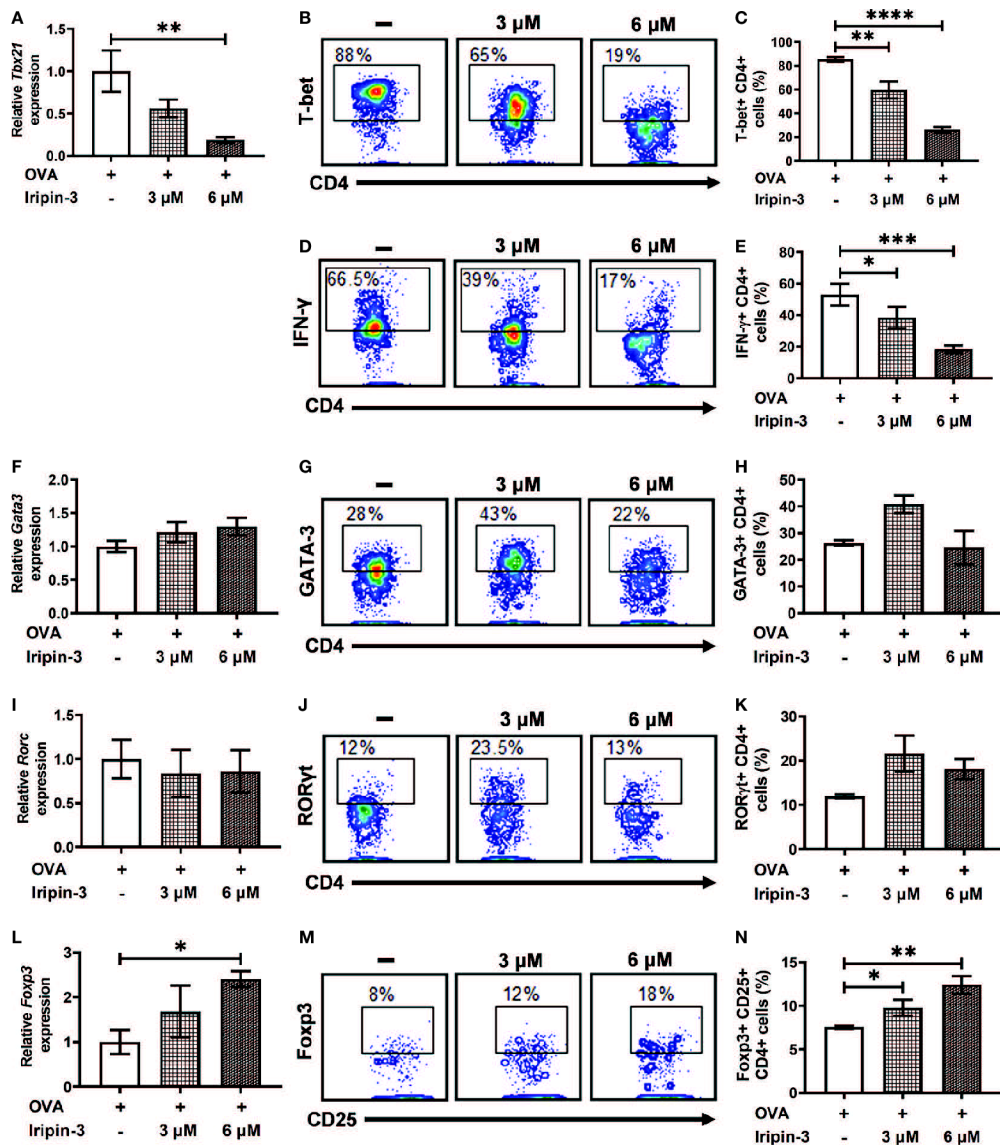 A
Relative Tbx21
expression
1.5
1.0
0.5
0.0
**
OVA + + +
Iripin-3 - 3 µM 6 µM
B
– 3 µM 6 µM
88% 65% 19%
T-bet
CD4
C
T-bet+ CD4+
cells (%)
100
80
60
40
20
0
****
**
OVA + + +
Iripin-3 - 3 µM 6 µM
D
– 3 µM 6 µM
66.5% 39% 17%
IFN-γ
CD4
E
IFN-γ+ CD4+
cells (%)
80
60
40
20
0
***
*
OVA + + +
Iripin-3 - 3 µM 6 µM
F
Relative Gata3
expression
2.0
1.5
1.0
0.5
0.0
OVA + + +
Iripin-3 - 3 µM 6 µM
G
– 3 µM 6 µM
28% 43% 22%
GATA-3
CD4
H
GATA-3+ CD4+
cells (%)
50
40
30
20
10
0
OVA + + +
Iripin-3 - 3 µM 6 µM
I
Relative Rorc
expression
1.5
1.0
0.5
0.0
OVA + + +
Iripin-3 - 3 µM 6 µM
J
– 3 µM 6 µM
12% 23.5% 13%
RORγt
CD4
K
RORγt+ CD4+
cells (%)
30
20
10
0
OVA + + +
Iripin-3 - 3 µM 6 µM
L
Relative Foxp3
expression
3
2
1
0
*
OVA + + +
Iripin-3 - 3 µM 6 µM
M
– 3 µM 6 µM
8% 12% 18%
Foxp3
CD25
N
Foxp3+ CD25+
CD4+ cells (%)
15
10
5
0
**
*
OVA + + +
Iripin-3 - 3 µM 6 µM